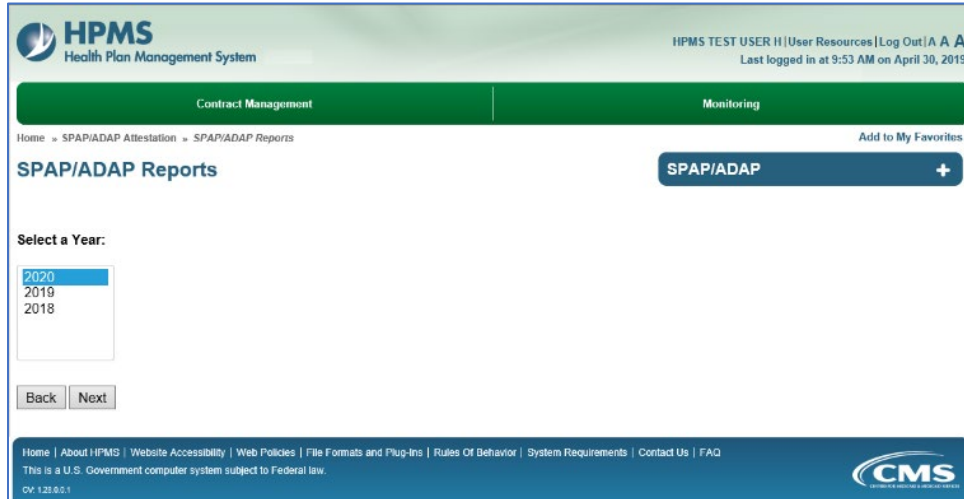 HPMS
Health Plan Management System
HPMS TEST USER H|User Resources|Log Out|A A A
Last logged in at 9:53 AM on April 30, 2019
Contract Management
Monitoring
Home » SPAP/ADAP Attestation » SPAP/ADAP Reports
Add to My Favorites
SPAP/ADAP Reports
SPAP/ADAP +
Select a Year:
2020
2019
2018
Back Next
Home | About HPMS | Website Accessibility | Web Policies | File Formats and Plug-Ins | Rules Of Behavior | System Requirements | Contact Us | FAQ
This is a U.S. Government computer system subject to Federal law.
CMS